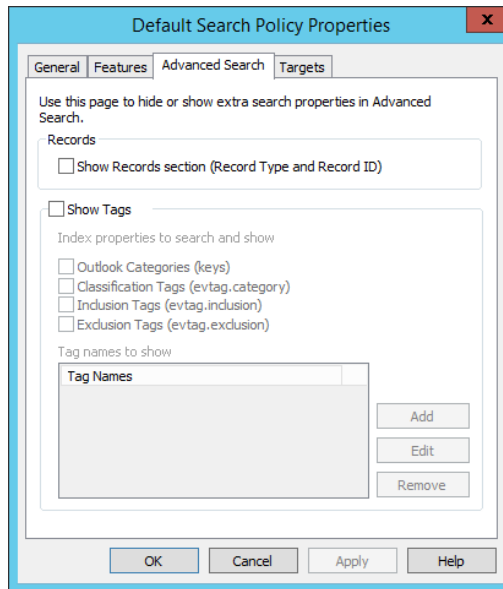 Default Search Policy Properties
x
General Features Advanced Search Targets
Use this page to hide or show extra search properties in Advanced
Search.
Records
Show Records section (Record Type and Record ID)
Show Tags
Index properties to search and show
Outlook Categories (keys)
Classification Tags (evtag.category)
Inclusion Tags (evtag.inclusion)
Exclusion Tags (evtag.exclusion)
Tag names to show
Tag Names
Add
Edit
Remove
OK Cancel Apply Help